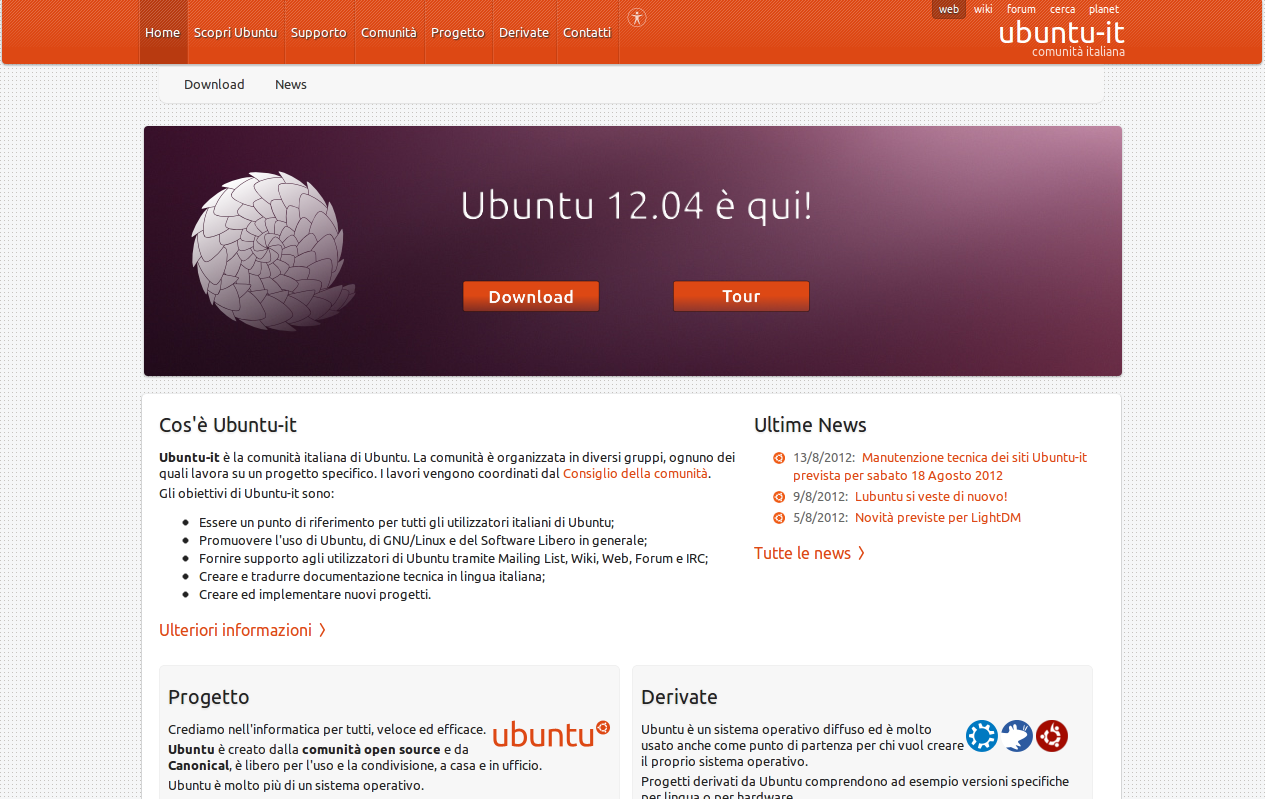 web wiki forum cerca planet
Home Scopri Ubuntu Supporto Comunità Progetto Derivate Contatti
ubuntu-it
comunità italiana
Download News
Ubuntu 12.04 è qui!
Download Tour
Cos'è Ubuntu-it
Ubuntu-it è la comunità italiana di Ubuntu. La comunità è organizzata in diversi gruppi, ognuno dei
quali lavora su un progetto specifico. I lavori vengono coordinati dal Consiglio della comunità.
Gli obiettivi di Ubuntu-it sono:
Essere un punto di riferimento per tutti gli utilizzatori italiani di Ubuntu;
Promuovere l'uso di Ubuntu, di GNU/Linux e del Software Libero in generale;
Fornire supporto agli utilizzatori di Ubuntu tramite Mailing List, Wiki, Web, Forum e IRC;
Creare e tradurre documentazione tecnica in lingua italiana;
Creare ed implementare nuovi progetti.
Ulteriori informazioni 〉
Ultime News
13/8/2012: Manutenzione tecnica dei siti Ubuntu-it
prevista per sabato 18 Agosto 2012
9/8/2012: Lubuntu si veste di nuovo!
5/8/2012: Novità previste per LightDM
Tutte le news 〉
Progetto
Crediamo nell'informatica per tutti, veloce ed efficace.
ubuntu
Ubuntu è creato dalla comunità open source e da
Canonical, è libero per l'uso e la condivisione, a casa e in ufficio.
Ubuntu è molto più di un sistema operativo.
Derivate
Ubuntu è un sistema operativo diffuso ed è molto
usato anche come punto di partenza per chi vuol creare
il proprio sistema operativo.
Progetti derivati da Ubuntu comprendono ad esempio versioni specifiche
per lingua o per hardware